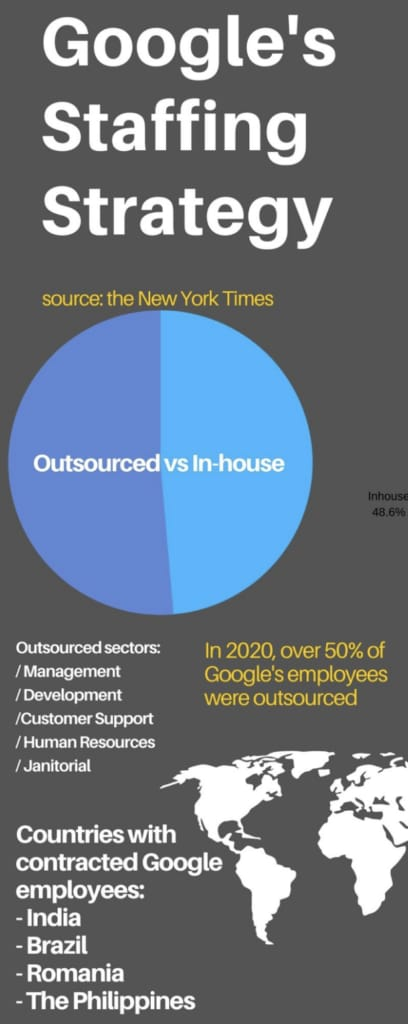 Google's
Staffing
Strategy
source: the New York Times
Outsourced vs In-house
Inhouse
48.6%
Outsourced sectors:
/ Management
/ Development
/Customer Support
/ Human Resources
/ Janitorial
In 2020, over 50% of
Google's employees
were outsourced
Countries with
contracted Google
employees:
- India
- Brazil
- Romania
- The Philippines